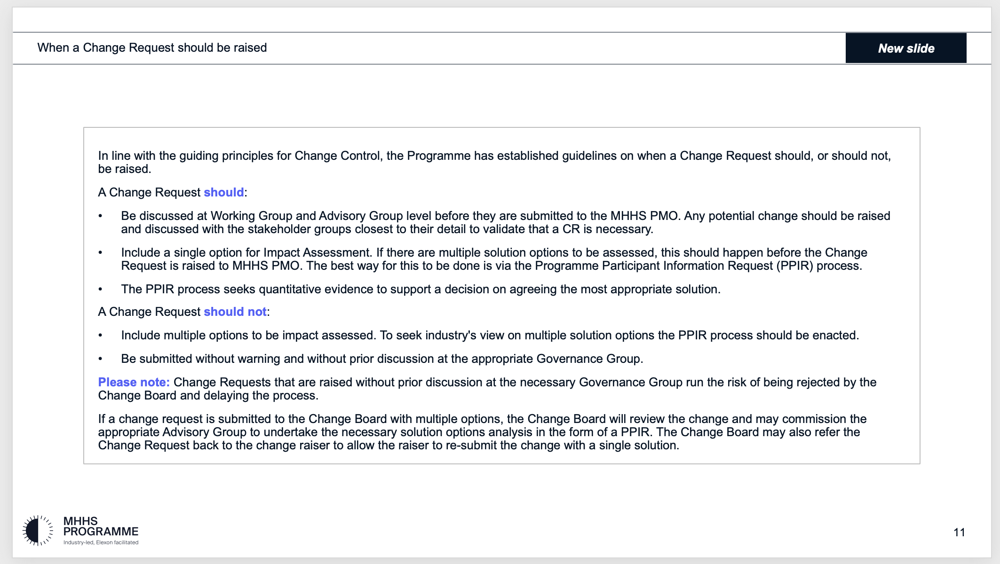 When a Change Request should be raised
New slide
In line with the guiding principles for Change Control, the Programme has established guidelines on when a Change Request should, or should not,
be raised.
A Change Request should:
• Be discussed at Working Group and Advisory Group level before they are submitted to the MHHS PMO. Any potential change should be raised
and discussed with the stakeholder groups closest to their detail to validate that a CR is necessary.
• Include a single option for Impact Assessment. If there are multiple solution options to be assessed, this should happen before the Change
Request is raised to MHHS PMO. The best way for this to be done is via the Programme Participant Information Request (PPIR) process.
• The PPIR process seeks quantitative evidence to support a decision on agreeing the most appropriate solution.
A Change Request should not:
• Include multiple options to be impact assessed. To seek industry's view on multiple solution options the PPIR process should be enacted.
• Be submitted without warning and without prior discussion at the appropriate Governance Group.
Please note: Change Requests that are raised without prior discussion at the necessary Governance Group run the risk of being rejected by the
Change Board and delaying the process.
If a change request is submitted to the Change Board with multiple options, the Change Board will review the change and may commission the
appropriate Advisory Group to undertake the necessary solution options analysis in the form of a PPIR. The Change Board may also refer the
Change Request back to the change raiser to allow the raiser to re-submit the change with a single solution.
MHHS
PROGRAMME
Industry-led, Elexon facilitated
11